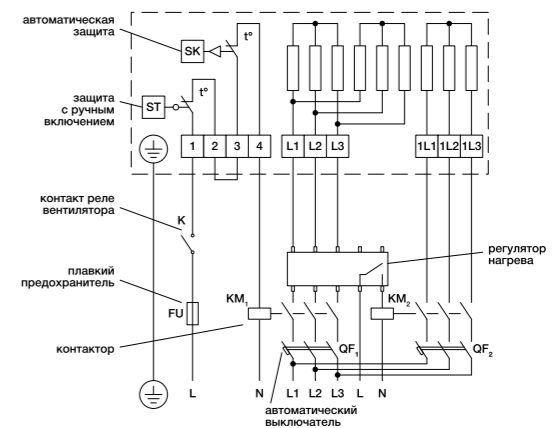 автоматическая
защита
SK
t°
защита
с ручным
включением
ST
t°
1 2 3 4 L1 L2 L3 1L1 1L2 1L3
контакт реле
вентилятора
K
регулятор
нагрева
плавкий
предохранитель
FU
KM1
KM2
контактор
QF1
QF2
L N L1 L2 L3 L N
автоматический
выключатель